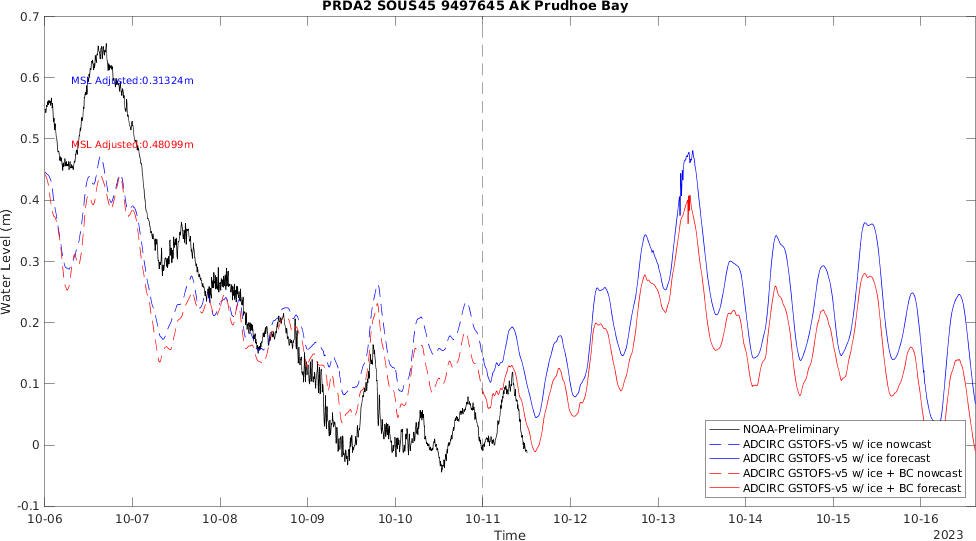 PRDA2 SOUS45 9497645 AK Prudhoe Bay
0.7
0.6
0.5
0.4
0.3
0.2
0.1
0
-0.1
Water Level (m)
MSL Adjusted:0.31324m
MSL Adjusted:0.48099m
NOAA-Preliminary
ADCIRC GSTOFS-v5 w/ ice nowcast
ADCIRC GSTOFS-v5 w/ ice forecast
ADCIRC GSTOFS-v5 w/ ice + BC nowcast
ADCIRC GSTOFS-v5 w/ ice + BC forecast
10-06 10-07 10-08 10-09 10-10 10-11 10-12 10-13 10-14 10-15 10-16
Time
2023